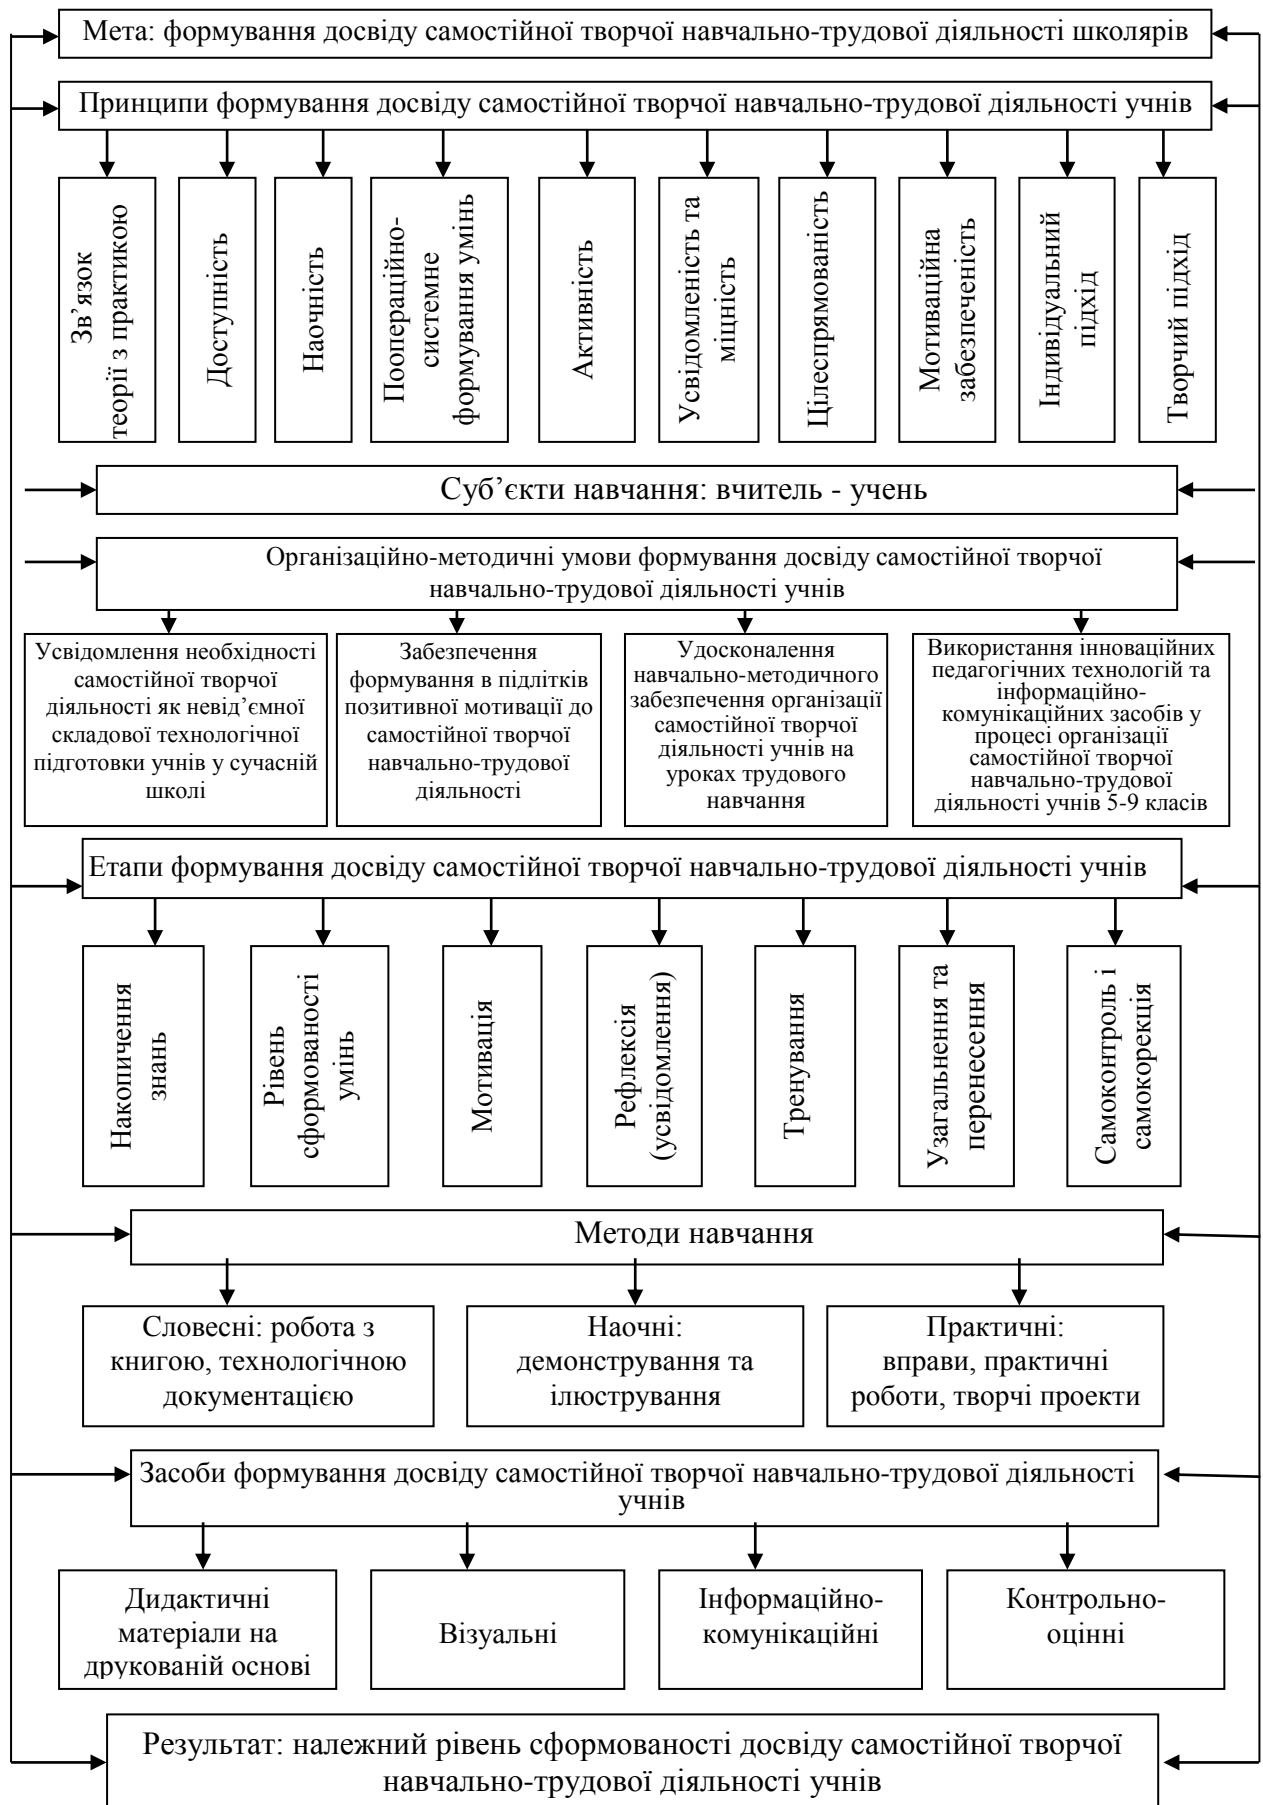 Мета: формування досвіду самостійної творчої навчально-трудової діяльності школярів
Принципи формування досвіду самостійної творчої навчально-трудової діяльності учнів
Зв’язок
теорії з практикою
Доступність
Наочність
Поопераційно-
системне
формування умінь
Активність
Усвідомленість та
міцність
Цілеспрямованість
Мотиваційна
забезпеченість
Індивідуальний
підхід
Творчий підхід
Суб’єкти навчання: вчитель - учень
Організаційно-методичні умови формування досвіду самостійної творчої
навчально-трудової діяльності учнів
Усвідомлення необхідності
самостійної творчої
діяльності як невід’ємної
складової технологічної
підготовки учнів у сучасній
школі
Забезпечення
формування в підлітків
позитивної мотивації до
самостійної творчої
навчально-трудової
діяльності
Удосконалення
навчально-методичного
забезпечення організації
самостійної творчої
діяльності учнів на
уроках трудового
навчання
Використання інноваційних
педагогічних технологій та
інформаційно-
комунікаційних засобів у
процесі організації
самостійної творчої
навчально-трудової
діяльності учнів 5-9 класів
Етапи формування досвіду самостійної творчої навчально-трудової діяльності учнів
Накопичення
знань
Рівень
сформованості
умінь
Мотивація
Рефлексія
(усвідомлення)
Тренування
Узагальнення та
перенесення
Самоконтроль і
самокорекція
Методи навчання
Словесні: робота з
книгою, технологічною
документацією
Наочні:
демонстрування та
ілюстрування
Практичні:
вправи, практичні
роботи, творчі проекти
Засоби формування досвіду самостійної творчої навчально-трудової діяльності
учнів
Дидактичні
матеріали на
друкованій основі
Візуальні
Інформаційно-
комунікаційні
Контрольно-
оцінні
Результат: належний рівень сформованості досвіду самостійної творчої
навчально-трудової діяльності учнів